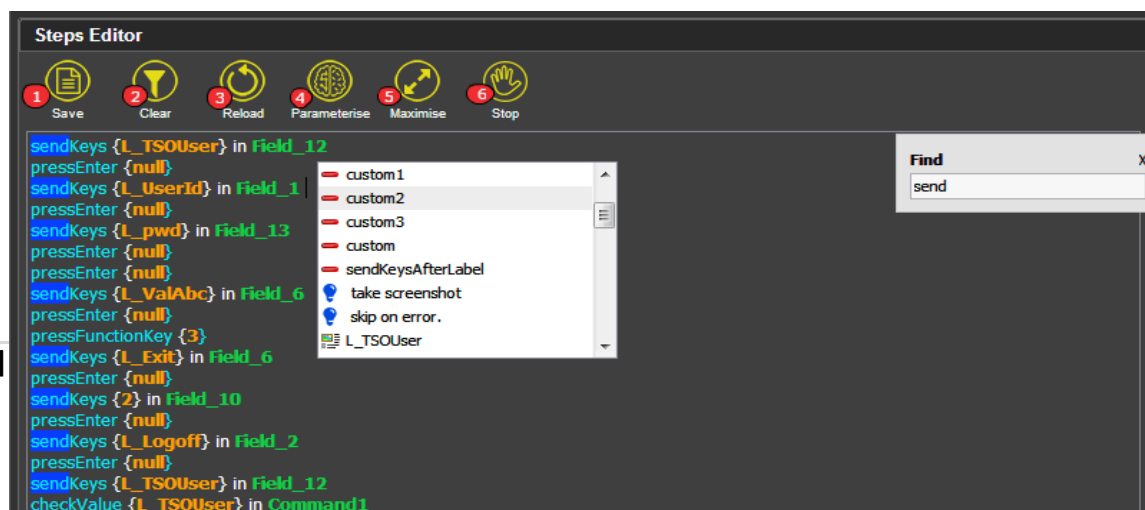 Steps Editor
1 2 3 4 5 6
Save Clear Reload Parameterise Maximise Stop
sendKeys {L_TSOUser} in Field_12
pressEnter {null}
sendKeys {L_UserId} in Field_1
pressEnter {null}
sendKeys {L_pwd} in Field_13
pressEnter {null}
pressEnter {null}
sendKeys {L_ValAbc} in Field_6
pressEnter {null}
pressFunctionKey {3}
sendKeys {L_Exit} in Field_6
pressEnter {null}
sendKeys {2} in Field_10
pressEnter {null}
sendKeys {L_Logoff} in Field_2
pressEnter {null}
sendKeys {L_TSOUser} in Field_12
checkValue {L_TSOUser} in Command1
custom1
custom2
custom3
custom
sendKeysAfterLabel
take screenshot
skip on error.
L_TSOUser
Find X
send